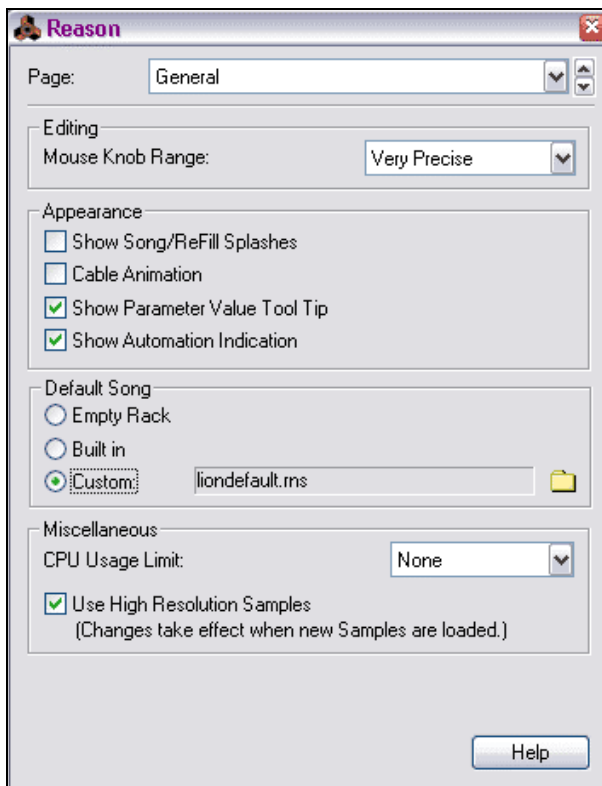 Reason
Page: General
Editing
Mouse Knob Range: Very Precise
Appearance
Show Song/ReFill Splashes
Cable Animation
Show Parameter Value Tool Tip
Show Automation Indication
Default Song
Empty Rack
Built in
Custom: liondefault.rns
Miscellaneous
CPU Usage Limit: None
Use High Resolution Samples
(Changes take effect when new Samples are loaded.)
Help